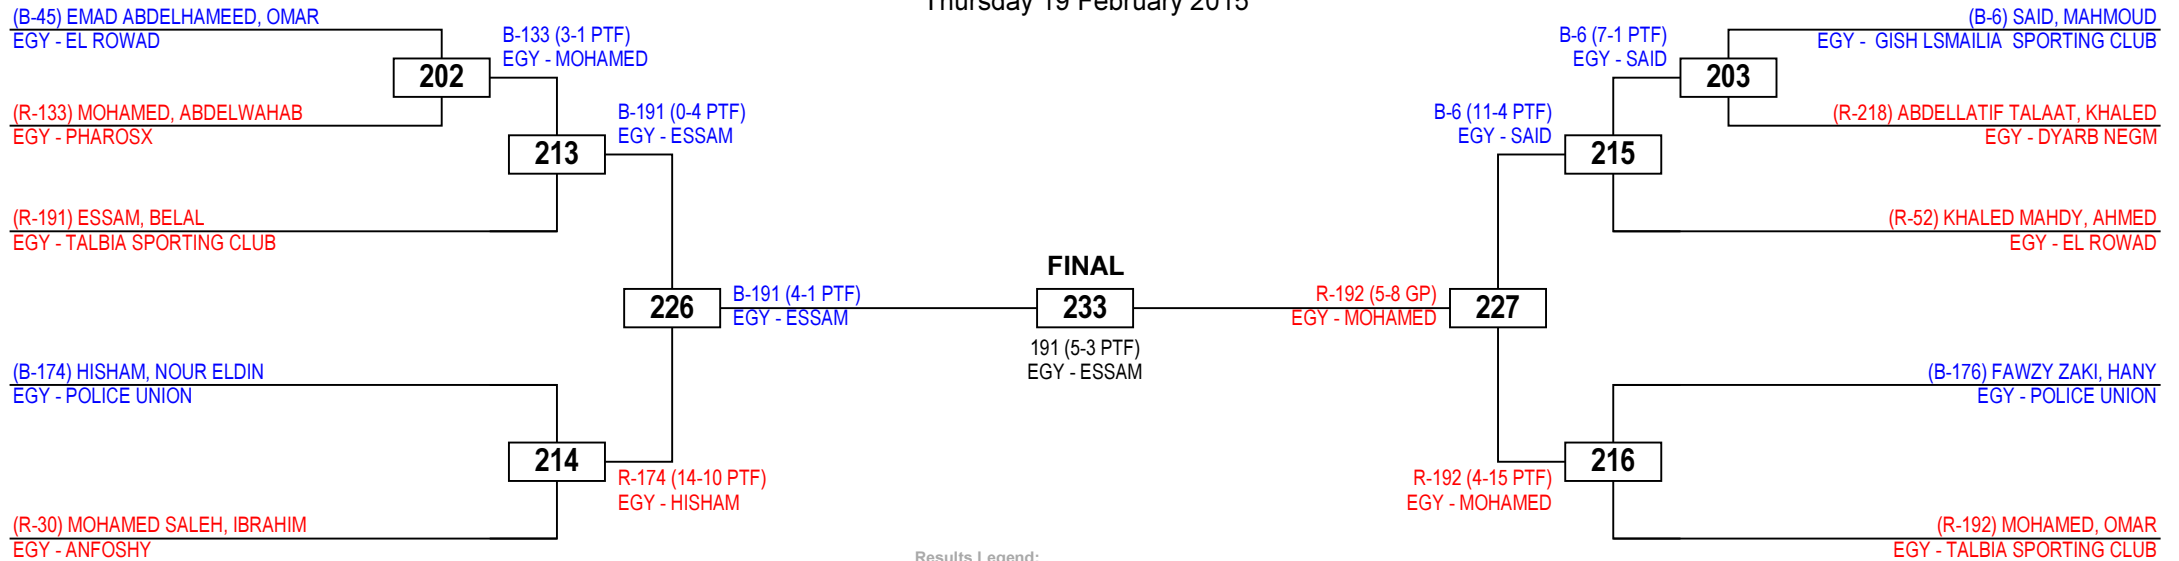 Thursday 19 February 2015
(B-45) EMAD ABDELHAMEED, OMAR
EGY - EL ROWAD
B-133 (3-1 PTF)
EGY - MOHAMED
202
(R-133) MOHAMED, ABDELWAHAB
EGY - PHAROSX
B-191 (0-4 PTF)
EGY - ESSAM
213
(R-191) ESSAM, BELAL
EGY - TALBIA SPORTING CLUB
226
B-191 (4-1 PTF)
EGY - ESSAM
(B-174) HISHAM, NOUR ELDIN
EGY - POLICE UNION
214
R-174 (14-10 PTF)
EGY - HISHAM
(R-30) MOHAMED SALEH, IBRAHIM
EGY - ANFOSHY
FINAL
233
191 (5-3 PTF)
EGY - ESSAM
(B-6) SAID, MAHMOUD
EGY -  GISH LSMAILIA  SPORTING CLUB
B-6 (7-1 PTF)
EGY - SAID
203
(R-218) ABDELLATIF TALAAT, KHALED
EGY - DYARB NEGM
B-6 (11-4 PTF)
EGY - SAID
215
(R-52) KHALED MAHDY, AHMED
EGY - EL ROWAD
R-192 (5-8 GP)
EGY - MOHAMED
227
(B-176) FAWZY ZAKI, HANY
EGY - POLICE UNION
216
R-192 (4-15 PTF)
EGY - MOHAMED
(R-192) MOHAMED, OMAR
EGY - TALBIA SPORTING CLUB
Results Legend: